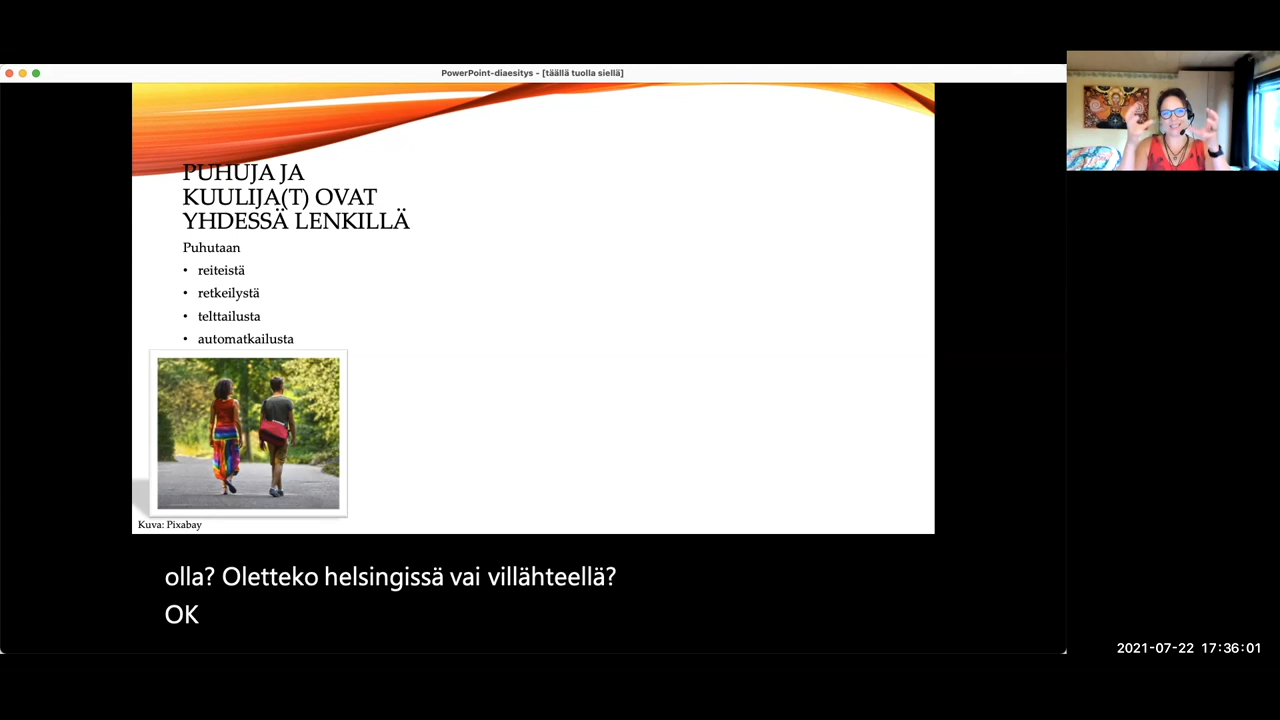 PowerPoint-diaesitys - [täällä tuolla siellä]
PUHUJA JA
KUULIJA(T) OVAT
YHDESSÄ LENKILLÄ
Puhutaan
• reiteistä
• retkeilystä
• telttailusta
• automatkailusta
Kuva: Pixabay
olla? Oletteko helsingissä vai villähteellä?
OK
2021-07-22 17:36:01